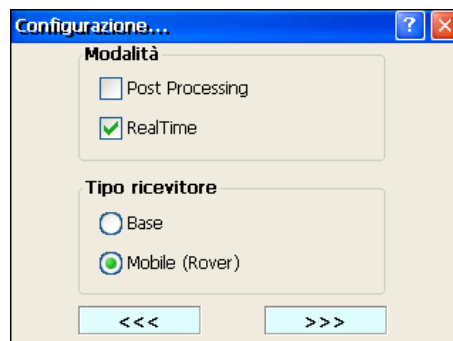 Configurazione...
Modalità
Post Processing
RealTime
Tipo ricevitore
Base
Mobile (Rover)
<<< >>>